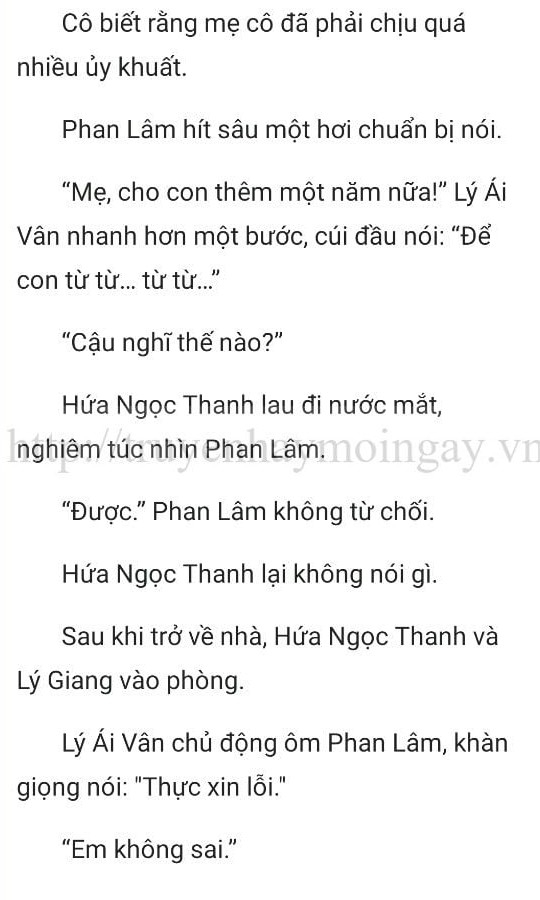 Cô biết rằng mẹ cô đã phải chịu quá
nhiều ủy khuất.
Phan Lâm hít sâu một hơi chuẩn bị nói.
“Mẹ, cho con thêm một năm nữa!” Lý Ái
Vân nhanh hơn một bước, cúi đầu nói: “Để
con từ từ... từ từ...”
“Cậu nghĩ thế nào?”
Hứa Ngọc Thanh lau đi nước mắt,
nghiêm túc nhìn Phan Lâm.
http://truyenhaymoingay.vn
“Được.” Phan Lâm không từ chối.
Hứa Ngọc Thanh lại không nói gì.
Sau khi trở về nhà, Hứa Ngọc Thanh và
Lý Giang vào phòng.
Lý Ái Vân chủ động ôm Phan Lâm, khàn
giọng nói: "Thực xin lỗi."
“Em không sai.”